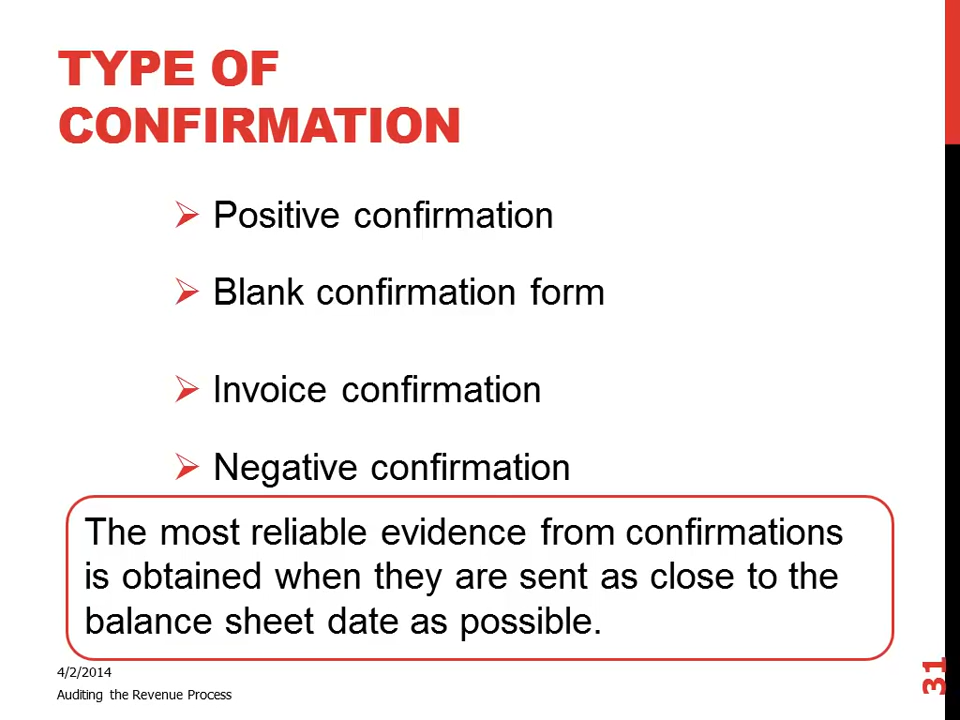 TYPE OF
CONFIRMATION
Positive confirmation
Blank confirmation form
Invoice confirmation
Negative confirmation
The most reliable evidence from confirmations
is obtained when they are sent as close to the
balance sheet date as possible.
4/2/2014
Auditing the Revenue Process
31